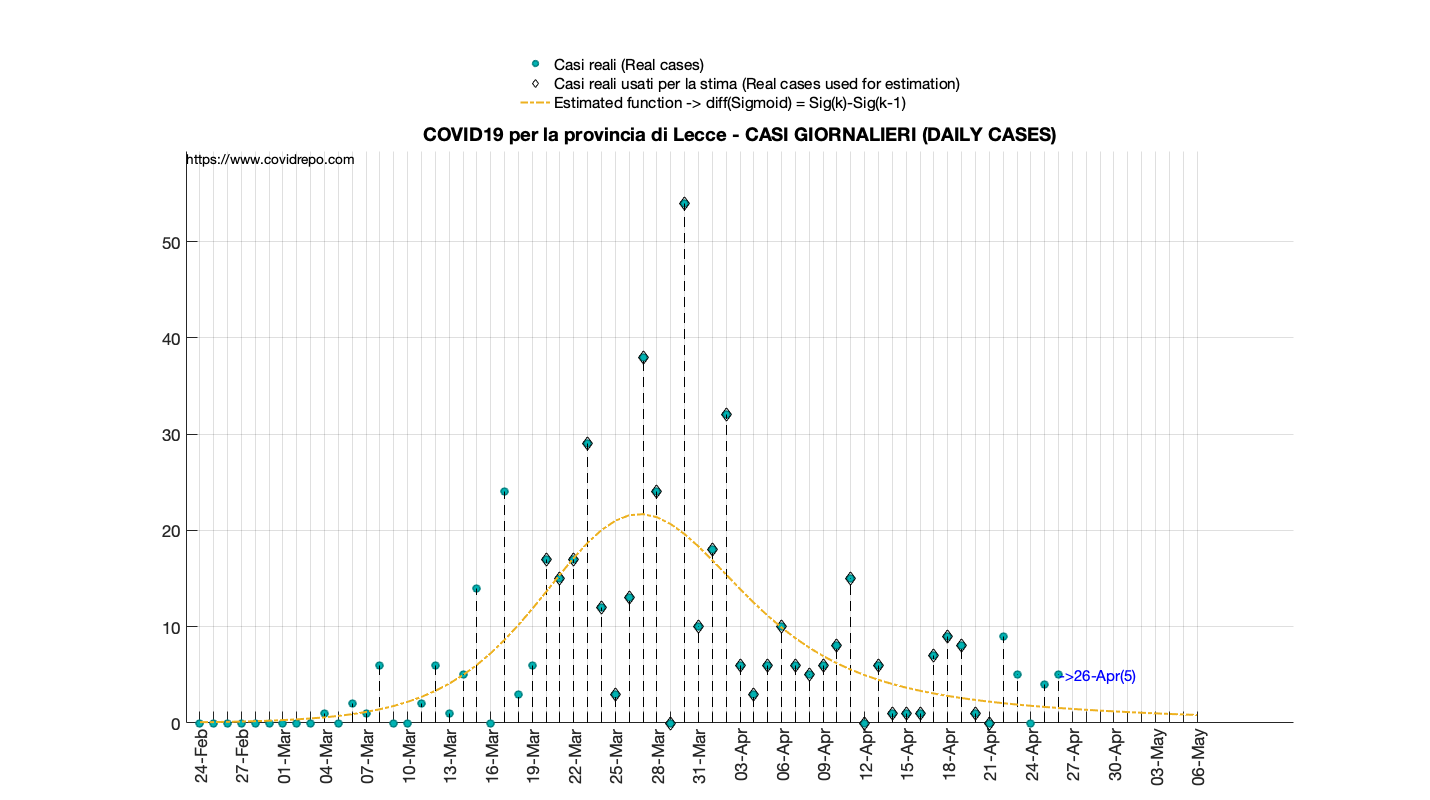 Casi reali (Real cases)
Casi reali usati per la stima (Real cases used for estimation)
Estimated function -> diff(Sigmoid) = Sig(k)-Sig(k-1)
COVID19 per la provincia di Lecce - CASI GIORNALIERI (DAILY CASES)
https://www.covidrepo.com
50
40
30
20
10
0
->26-Apr(5)
24-Feb
27-Feb
01-Mar
04-Mar
07-Mar
10-Mar
13-Mar
16-Mar
19-Mar
22-Mar
25-Mar
28-Mar
31-Mar
03-Apr
06-Apr
09-Apr
12-Apr
15-Apr
18-Apr
21-Apr
24-Apr
27-Apr
30-Apr
03-May
06-May